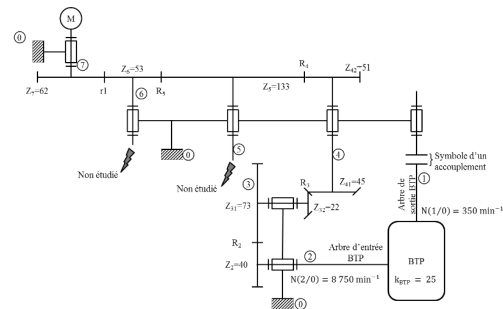 M
0
7
Z7=62
r1
Z6=53
R5
Z5=133
R4
Z42=51
6
0
5
4
Non étudié
Non étudié
Symbole d'un
accouplement
1
Arbre de
sortie BTP
N(1/0) = 350 min⁻¹
3
R3
Z41=45
Z32=22
Z31=73
R2
Z2=40
2
Arbre d'entrée
BTP
N(2/0) = 8 750 min⁻¹
0
BTP
kBTP = 25